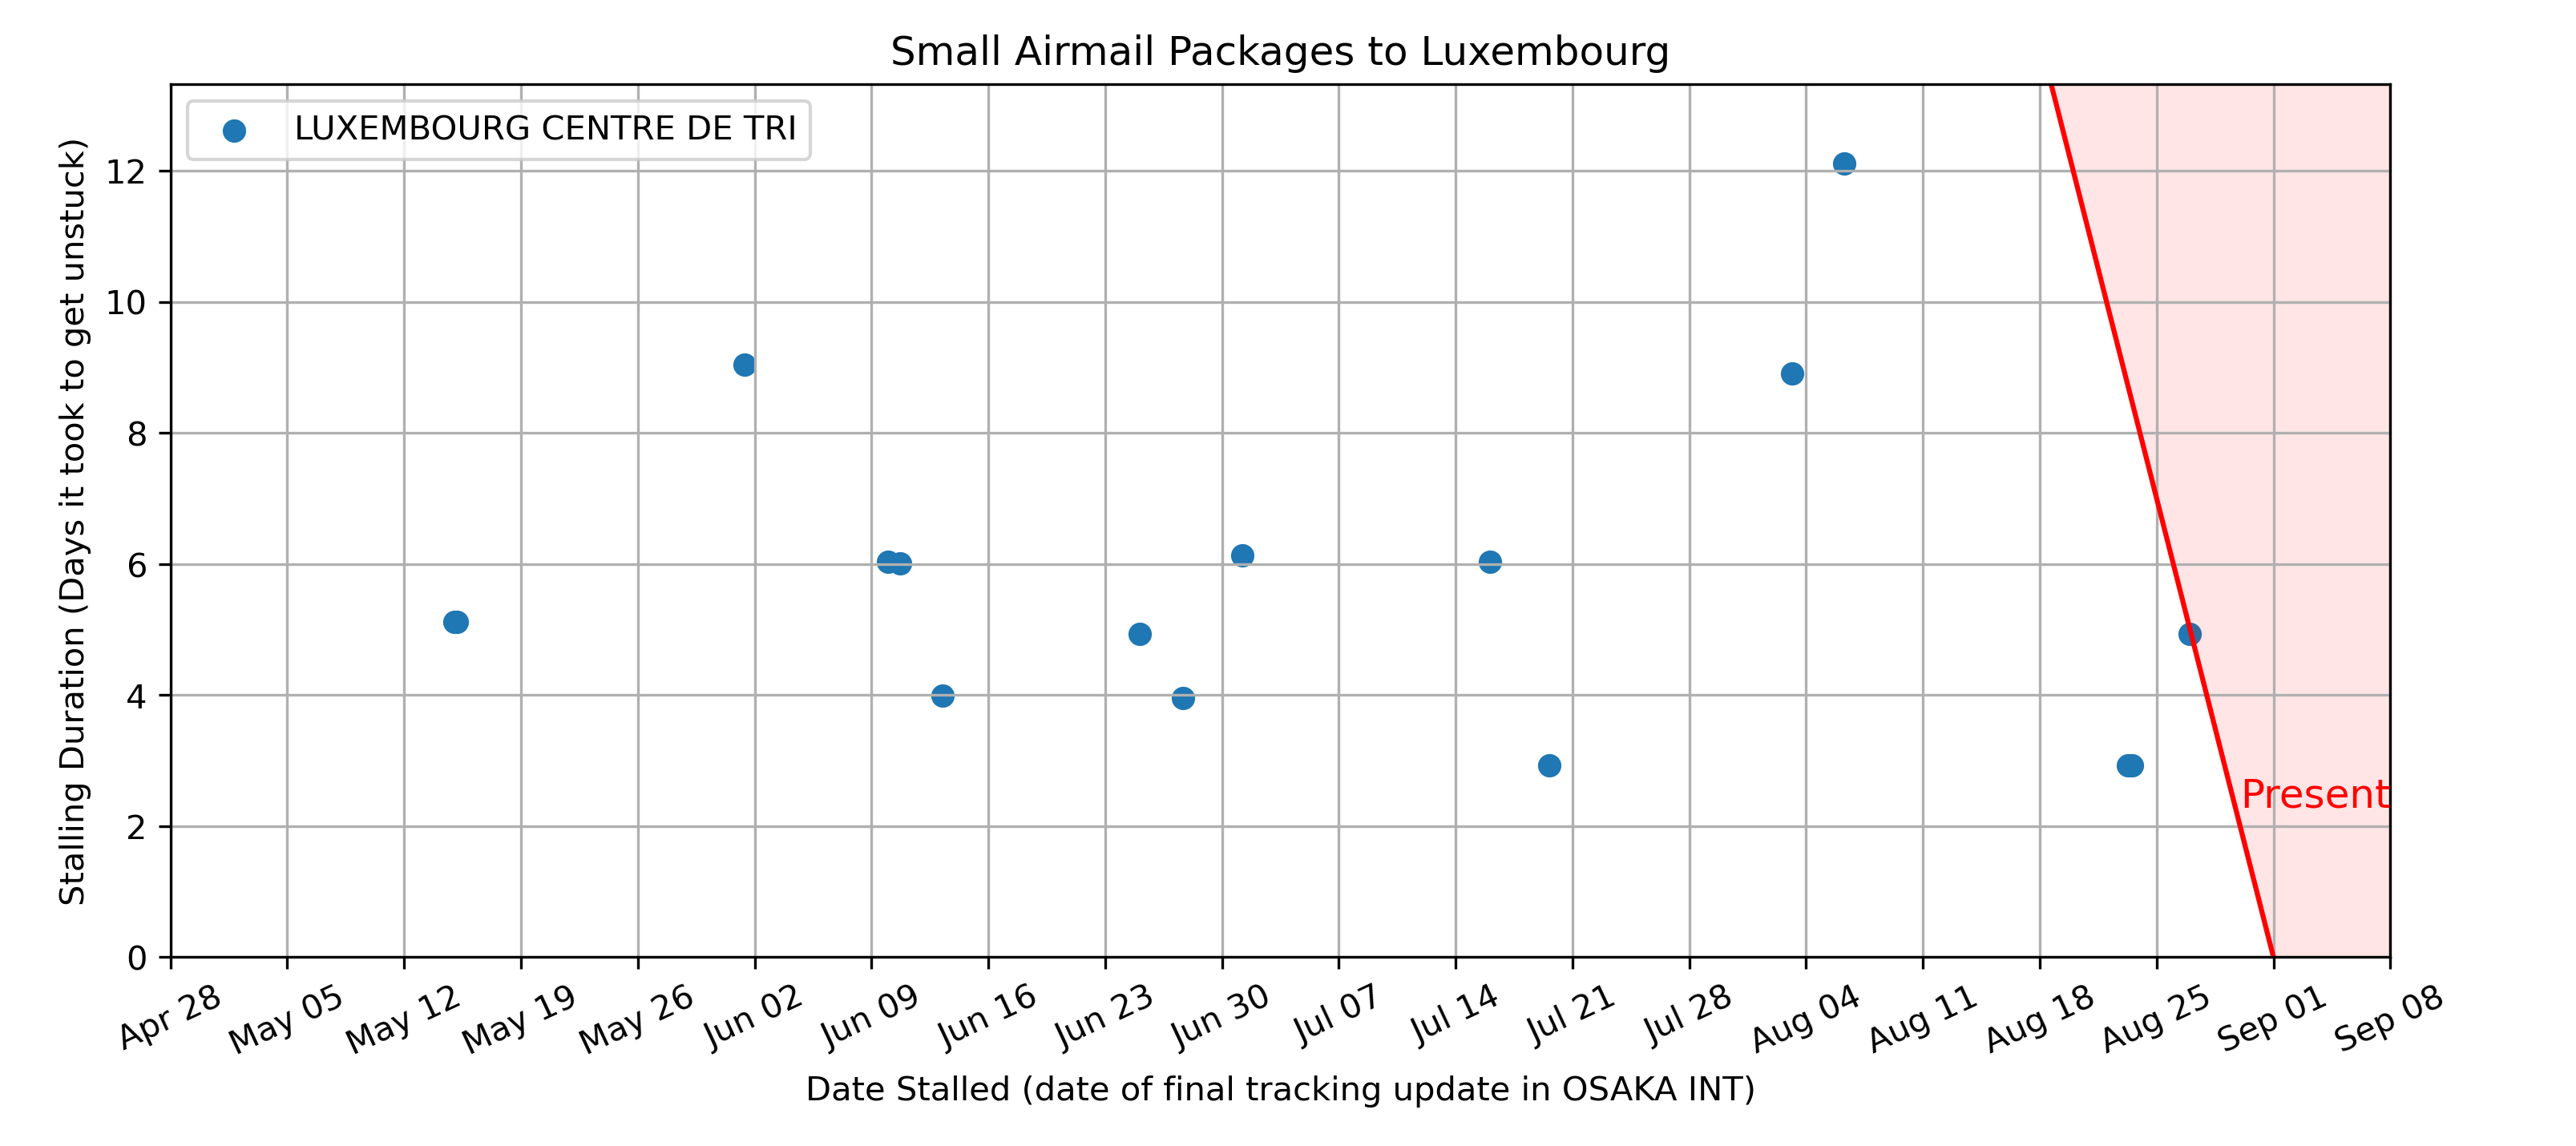 Small Airmail Packages to Luxembourg
LUXEMBOURG CENTRE DE TRI
Stalling Duration (Days it took to get unstuck)
12
10
8
6
4
2
0
Present
Apr 28 May 05 May 12 May 19 May 26 Jun 02 Jun 09 Jun 16 Jun 23 Jun 30 Jul 07 Jul 14 Jul 21 Jul 28 Aug 04 Aug 11 Aug 18 Aug 25 Sep 01 Sep 08
Date Stalled (date of final tracking update in OSAKA INT)